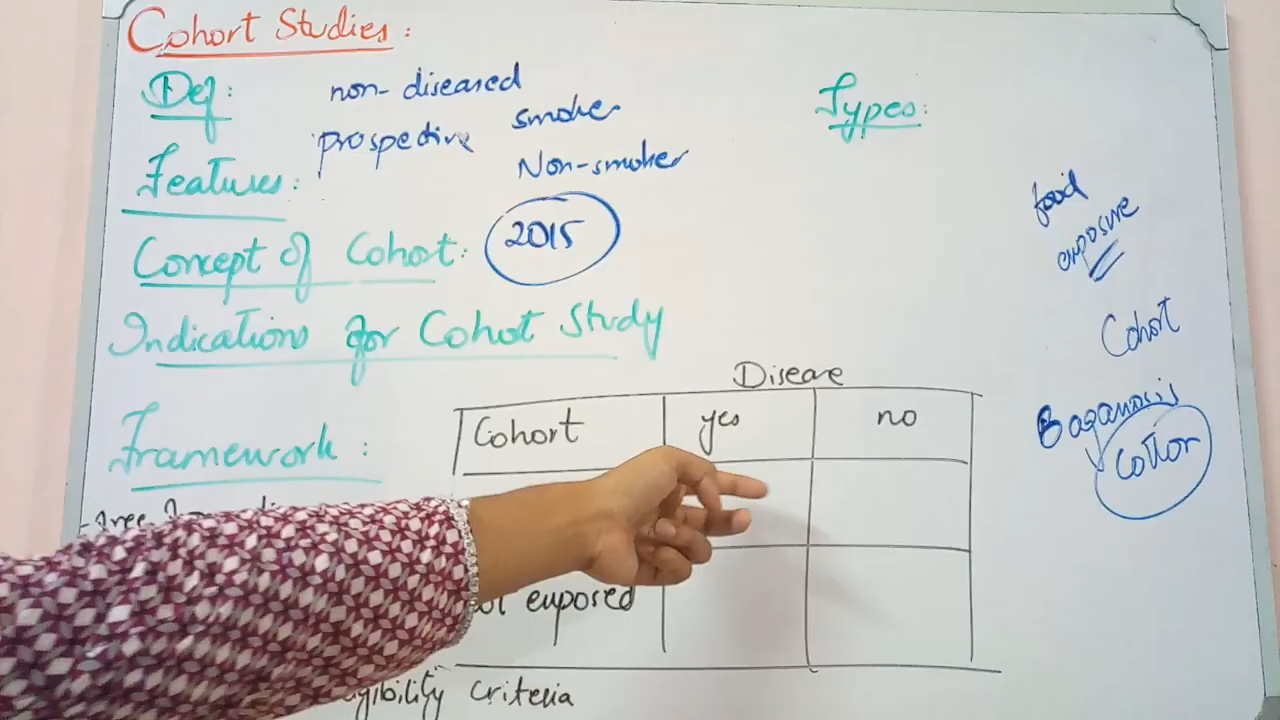 Cohort Studies:
Def: non-diseased
smoker
prospective
Non-smoker
Features:
Concept of Cohort: 2015
Indications for Cohot Study
Framework:
Types:
food
exposure
Cohort
cotton
Disease
Cohort yes no
exposed
Criteria